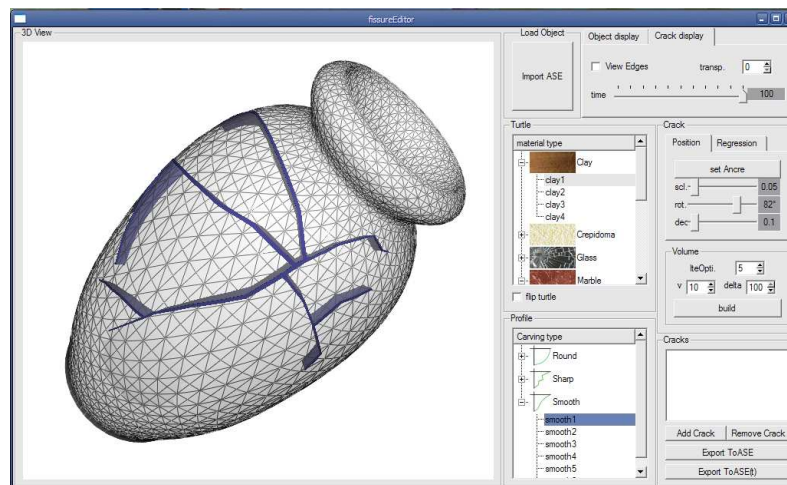 fissureEditor
3D View
Load Object
Import ASE
Object display
Crack display
View Edges
transp.
0
time
100
Turtle
material type
Clay
clay1
clay2
clay3
clay4
Crepidoma
Glass
Marble
flip turtle
Crack
Position
Regression
set Ancre
scl.
0.05
rot.
82°
dec
0.1
Volume
IteOpti.
5
v
10
delta
100
build
Profile
Carving type
Round
Sharp
Smooth
smooth1
smooth2
smooth3
smooth4
smooth5
Cracks
Add Crack
Remove Crack
Export ToASE
Export ToASE(t)